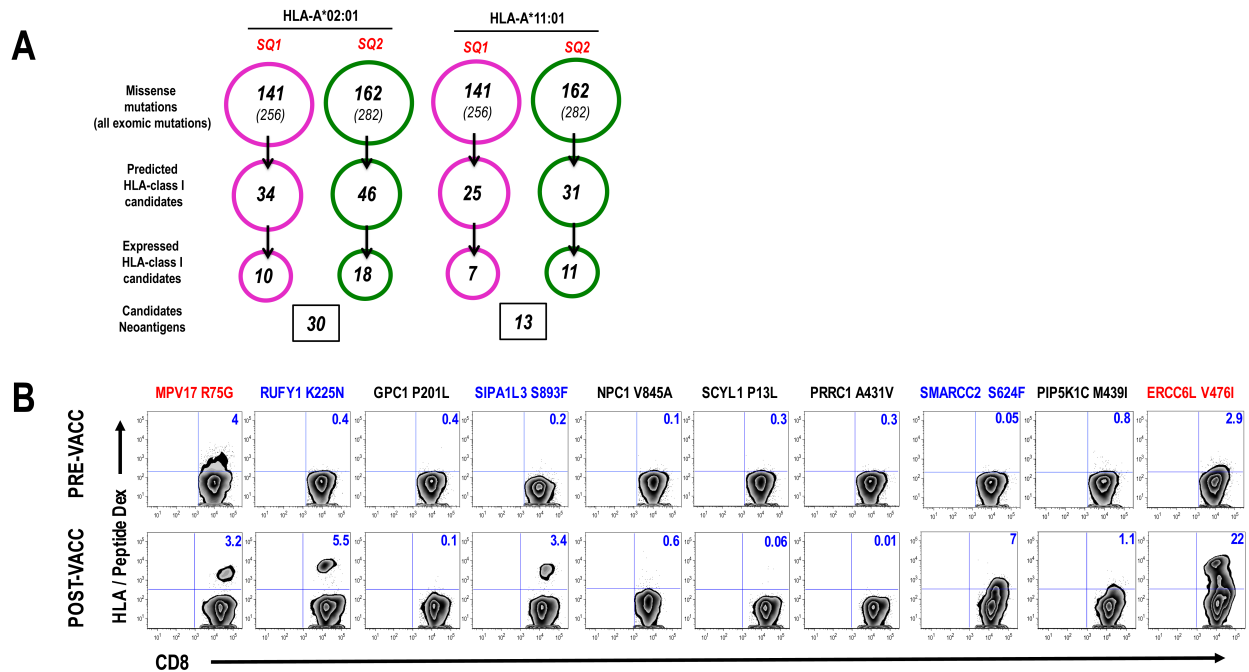 A
HLA-A*02:01
HLA-A*11:01
SQ1
SQ2
SQ1
SQ2
Missense
mutations
(all exomic mutations)
141
(256)
162
(282)
141
(256)
162
(282)
Predicted
HLA-class I
candidates
34
46
25
31
Expressed
HLA-class I
candidates
10
18
7
11
Candidates
Neoantigens
30
13
B
MPV17 R75G
RUFY1 K225N
GPC1 P201L
SIPA1L3 S893F
NPC1 V845A
SCYL1 P13L
PRRC1 A431V
SMARCC2 S624F
PIP5K1C M439I
ERCC6L V476I
PRE-VACC
4
0.4
0.4
0.2
0.1
0.3
0.3
0.05
0.8
2.9
POST-VACC
3.2
5.5
0.1
3.4
0.6
0.06
0.01
7
1.1
22
HLA / Peptide Dex
CD8